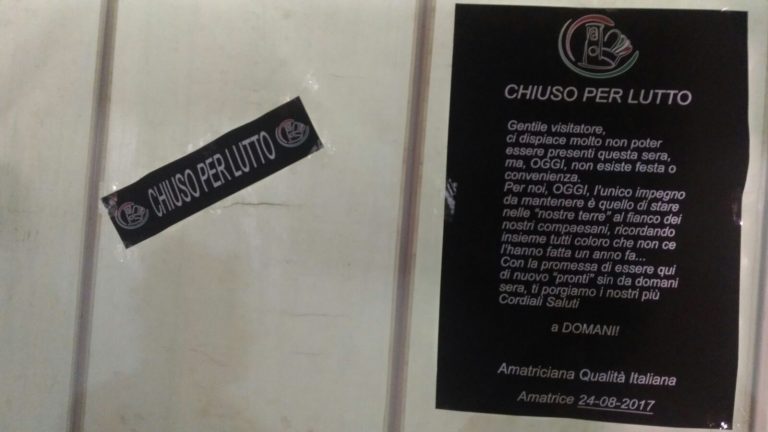 CHIUSO PER LUTTO
CHIUSO PER LUTTO
Gentile visitatore,
ci dispiace molto non poter
essere presenti questa sera,
ma, OGGI, non esiste festa o
convenienza.
Per noi, OGGI, l'unico impegno
da mantenere è quello di stare
nelle "nostre terre" al fianco dei
nostri compaesani, ricordando
insieme tutti coloro che non ce
l'hanno fatta un anno fa...
Con la promessa di essere qui
di nuovo "pronti" sin da domani
sera, ti porgiamo i nostri più
Cordiali Saluti
a DOMANI!
Amatriciana Qualità Italiana
Amatrice 24-08-2017